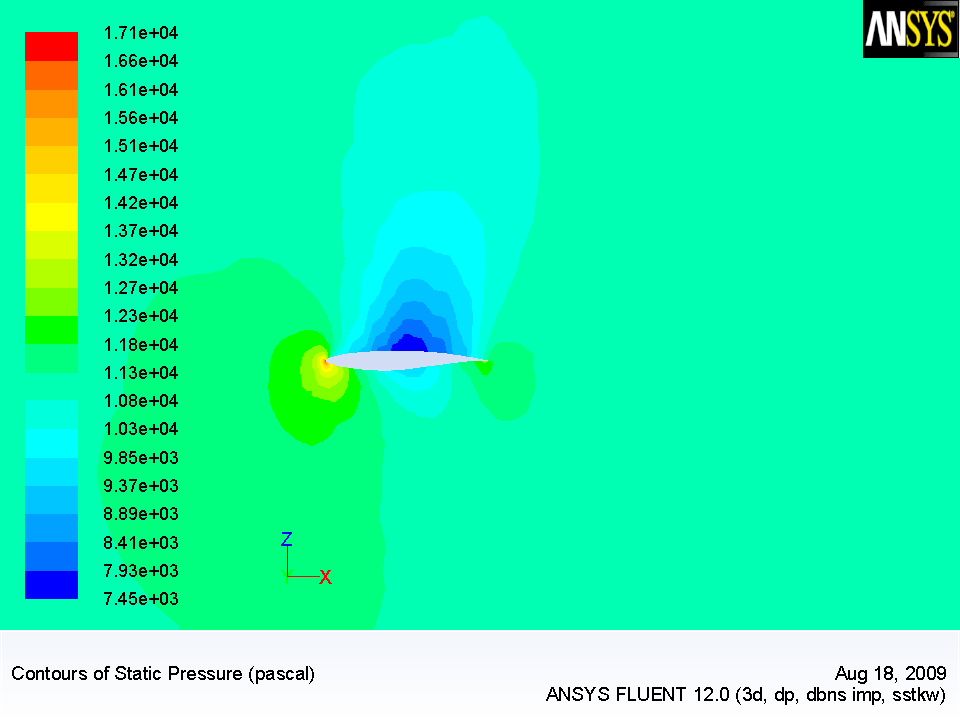 ANSYS
1.71e+04
1.66e+04
1.61e+04
1.56e+04
1.51e+04
1.47e+04
1.42e+04
1.37e+04
1.32e+04
1.27e+04
1.23e+04
1.18e+04
1.13e+04
1.08e+04
1.03e+04
9.85e+03
9.37e+03
8.89e+03
8.41e+03
7.93e+03
7.45e+03
Z
Y
X
Contours of Static Pressure (pascal)
Aug 18, 2009
ANSYS FLUENT 12.0 (3d, dp, dbns imp, sstkw)